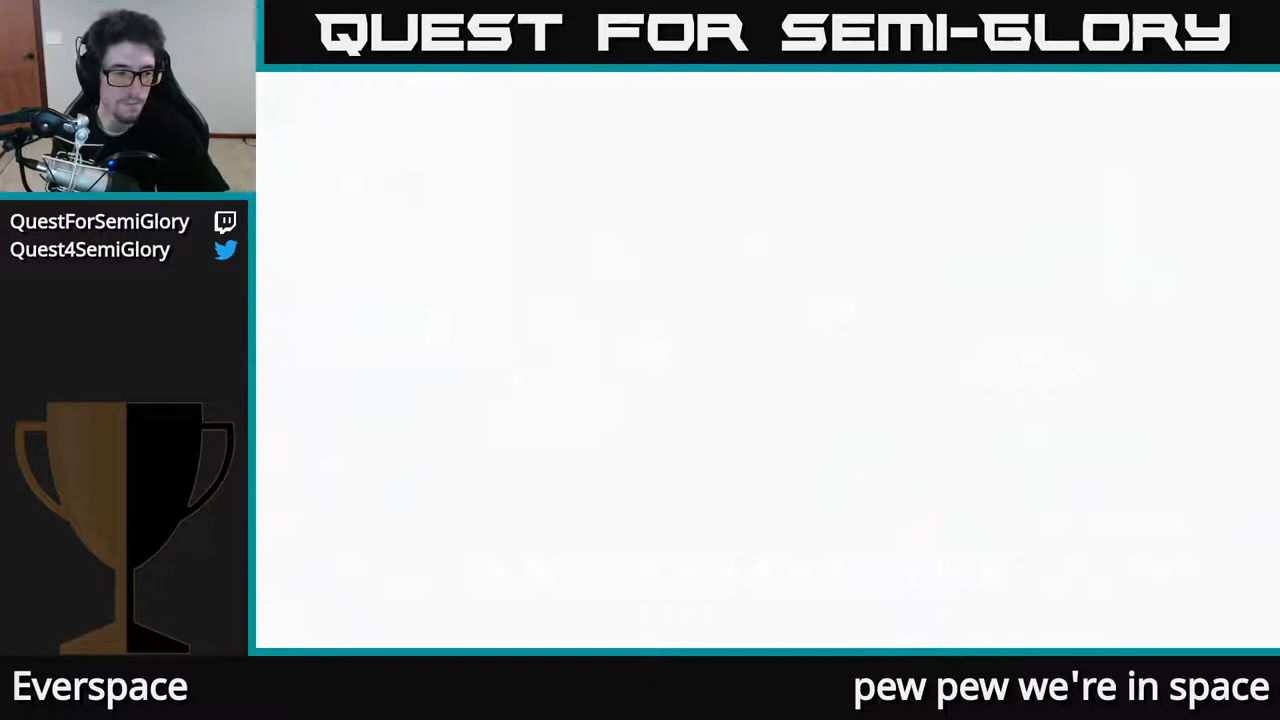 QUEST FOR SEMI-GLORY
QuestForSemiGlory
Quest4SemiGlory
Everspace
pew pew we're in space